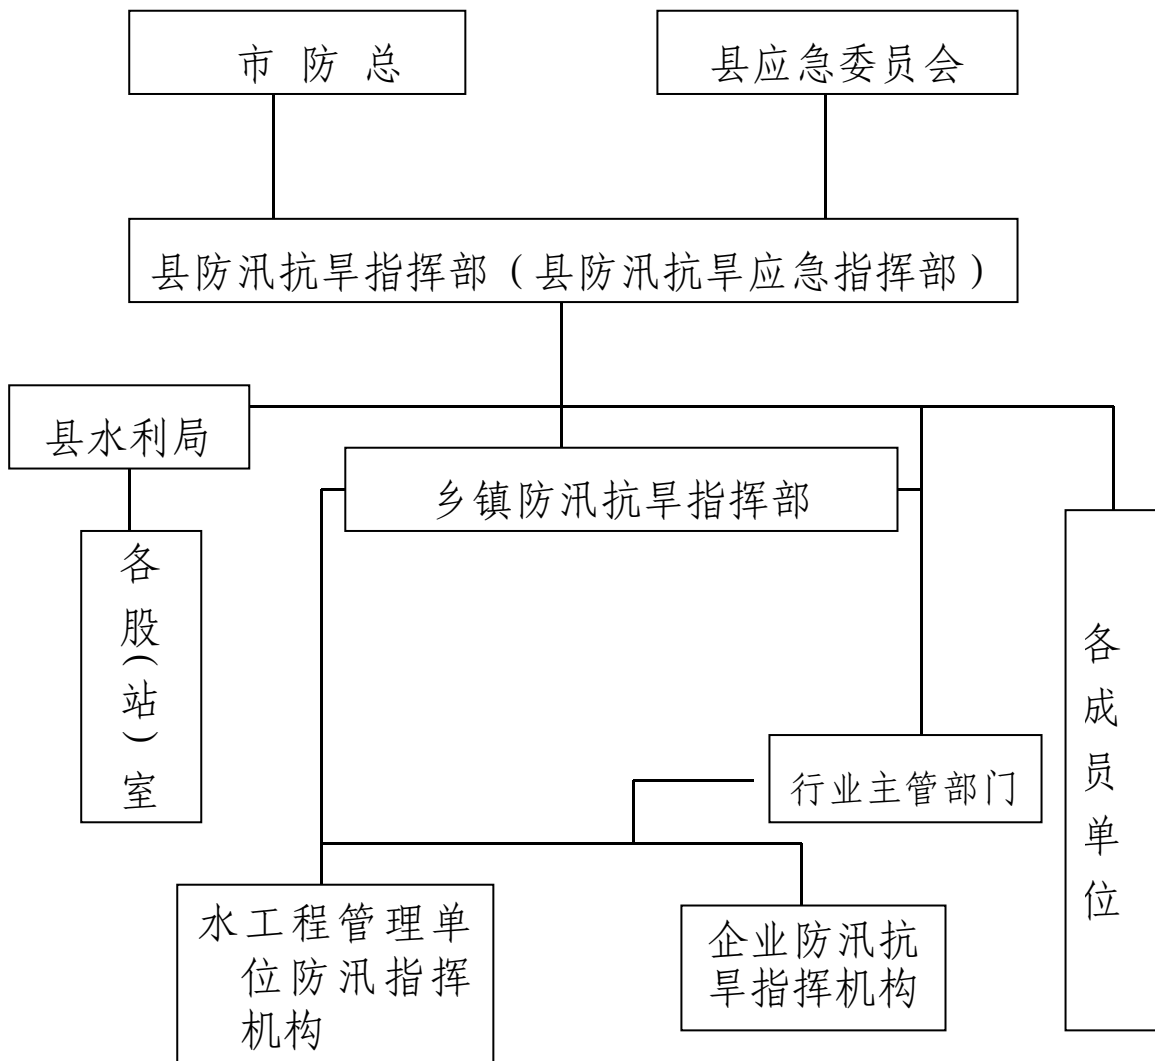 市 防 总
县应急委员会
县防汛抗旱指挥部（县防汛抗旱应急指挥部）
县水利局
乡镇防汛抗旱指挥部
各股(站)室
各成员单位
行业主管部门
水工程管理单
位防汛指挥
机构
企业防汛抗
旱指挥机构